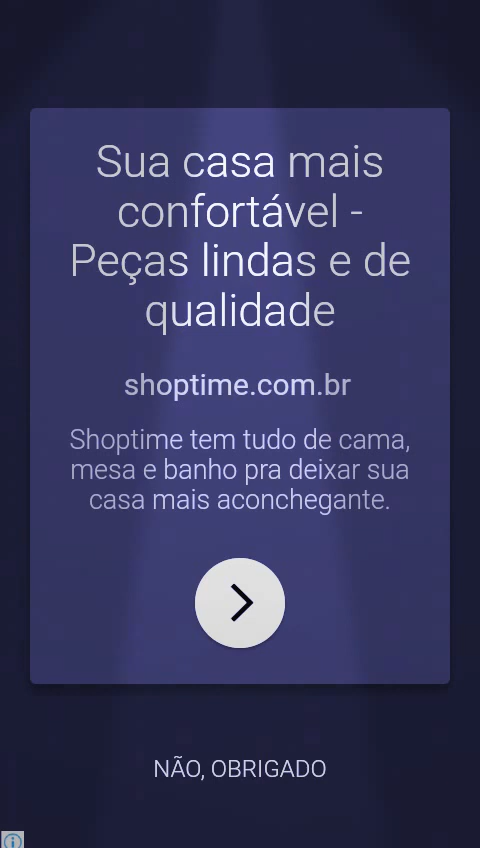 Sua casa mais
confortável -
Peças lindas e de
qualidade
shoptime.com.br
Shoptime tem tudo de cama,
mesa e banho pra deixar sua
casa mais aconchegante.
NÃO, OBRIGADO